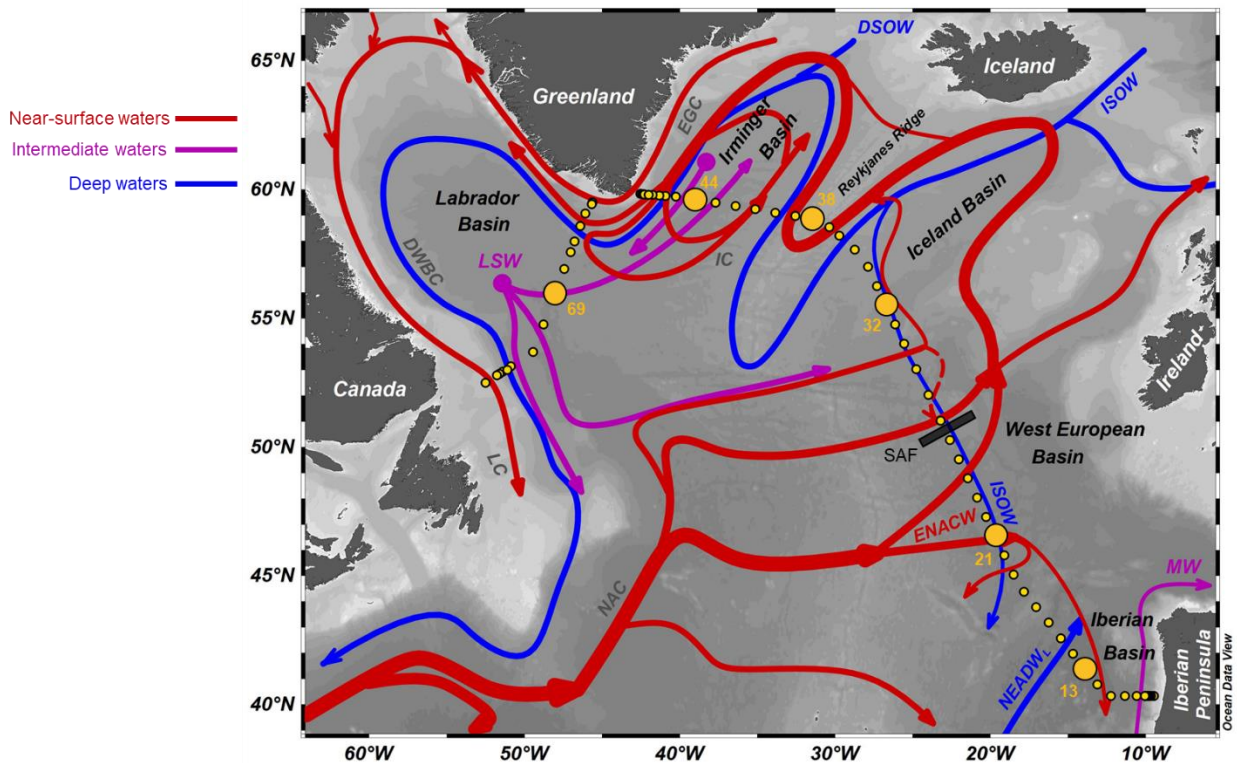 Near-surface waters
Intermediate waters
Deep waters
65°N
60°N
55°N
50°N
45°N
40°N
60°W
50°W
40°W
30°W
20°W
10°W
DSOW
Iceland
ISOW
Greenland
EGC
Irminger
Basin
Reykjanes Ridge
44
38
Labrador
Basin
Iceland Basin
DWBC
LSW
IC
69
32
Ireland
Canada
LC
SAF
West European
Basin
ISOW
ENACW
21
MW
NAC
Iberian
Basin
NEADWL
13
Iberian
Peninsula
Ocean Data View